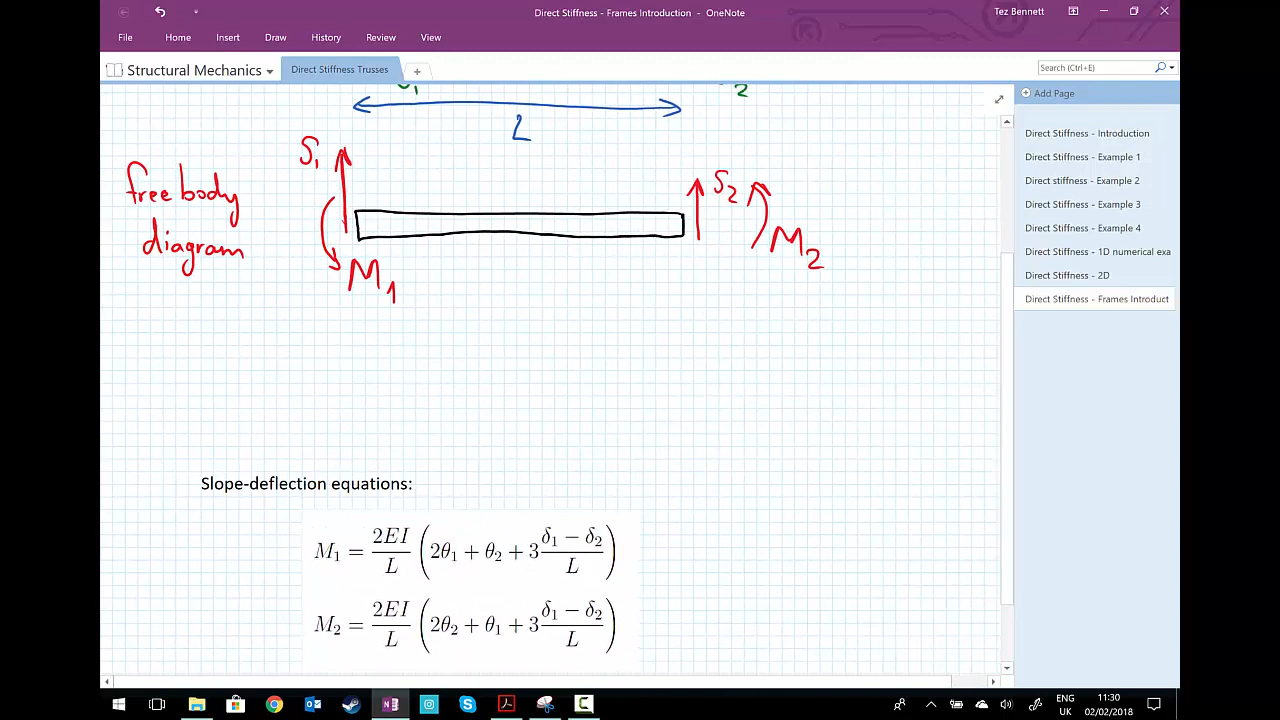 Direct Stiffness - Frames Introduction - OneNote
Tez Bennett
File Home Insert Draw History Review View
Structural Mechanics
Direct Stiffness Trusses
+
Search (Ctrl+E)
Add Page
Direct Stiffness - Introduction
Direct Stiffness - Example 1
Direct stiffness - Example 2
Direct Stiffness - Example 3
Direct Stiffness - Example 4
Direct Stiffness - 1D numerical exa
Direct Stiffness - 2D
Direct Stiffness - Frames Introduct
1 2
L
S₁ S₂
free body
diagram
M₁ M₂
Slope-deflection equations:
M₁ = 2EI/L (2θ₁ + θ₂ + 3 (δ₁ − δ₂)/L)
M₂ = 2EI/L (2θ₂ + θ₁ + 3 (δ₁ − δ₂)/L)
ENG
UK
11:30
02/02/2018